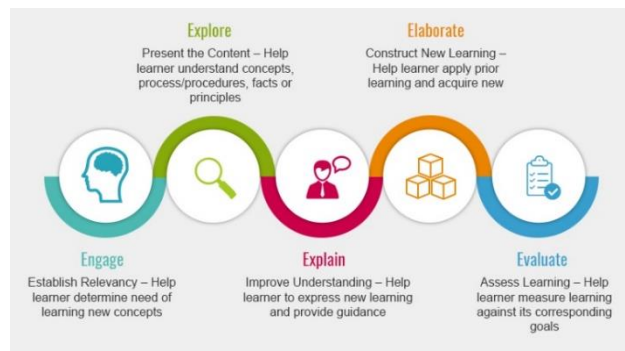 Explore
Present the Content – Help
learner understand concepts,
process/procedures, facts or
principles
Elaborate
Construct New Learning –
Help learner apply prior
learning and acquire new
Engage
Establish Relevancy – Help
learner determine need of
learning new concepts
Explain
Improve Understanding – Help
learner to express new learning
and provide guidance
Evaluate
Assess Learning – Help
learner measure learning
against its corresponding
goals